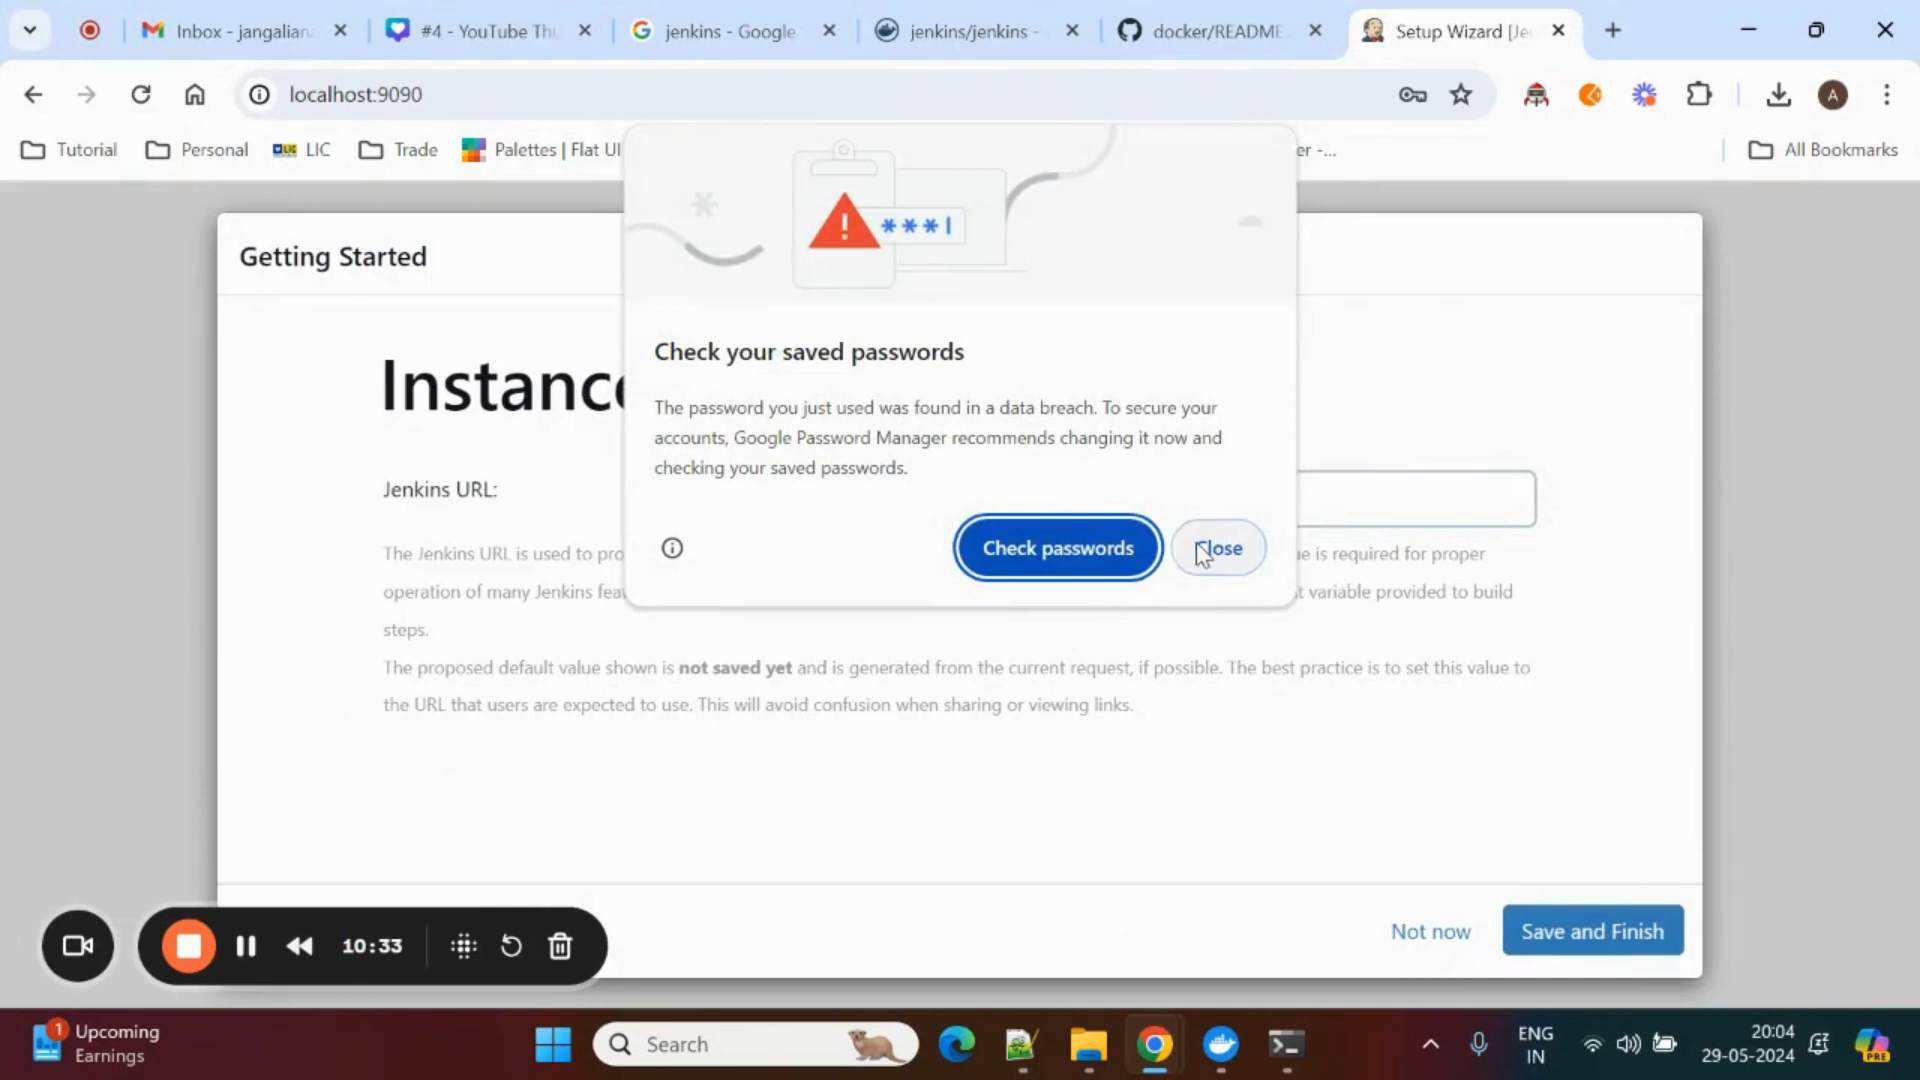 Inbox - jangalian
#4 - YouTube Th
jenkins - Google
jenkins/jenkins -
docker/README
Setup Wizard [Je
localhost:9090
A
Tutorial
Personal
LIC
Trade
Palettes | Flat UI
er -...
All Bookmarks
***|
Getting Started
Check your saved passwords
Instance
The password you just used was found in a data breach. To secure your
accounts, Google Password Manager recommends changing it now and
checking your saved passwords.
Jenkins URL:
Check passwords
Close
The Jenkins URL is used to pro
ue is required for proper
operation of many Jenkins fea
t variable provided to build
steps.
The proposed default value shown is not saved yet and is generated from the current request, if possible. The best practice is to set this value to
the URL that users are expected to use. This will avoid confusion when sharing or viewing links.
Not now
Save and Finish
10:33
1
Upcoming
Earnings
Search
ENG
IN
20:04
29-05-2024
PRE